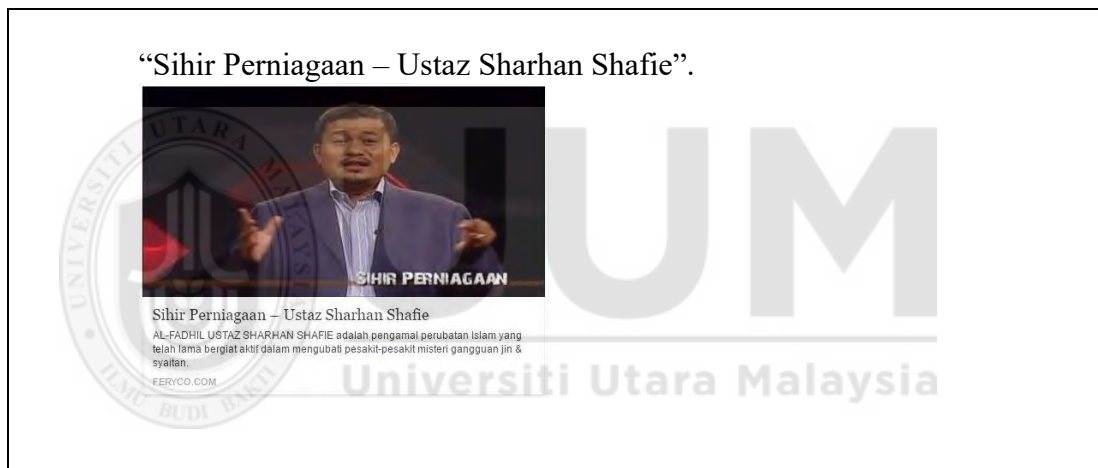 “Sihir Perniagaan – Ustaz Sharhan Shafie”.
SIHIR PERNIAGAAN
Sihir Perniagaan – Ustaz Sharhan Shafie
AL-FADHIL USTAZ SHARHAN SHAFIE adalah pengamal perubatan Islam yang
telah lama bergiat aktif dalam mengubati pesakit-pesakit misteri gangguan jin &
syaitan.
FERYCO.COM
UNIVERSITI UTARA MALAYSIA
ILMU BUDI BAKTI
UUM
Universiti Utara Malaysia